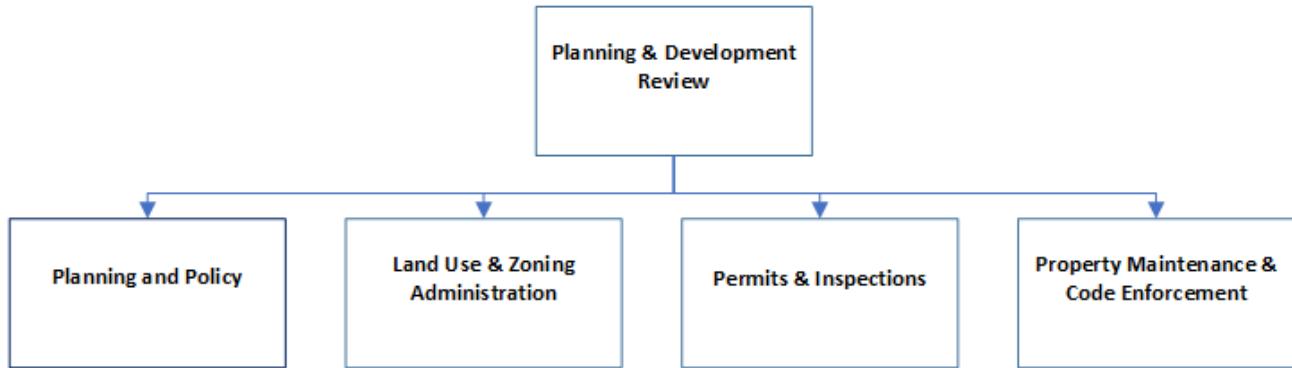 Planning & Development
Review
Planning and Policy
Land Use & Zoning
Administration
Permits & Inspections
Property Maintenance &
Code Enforcement